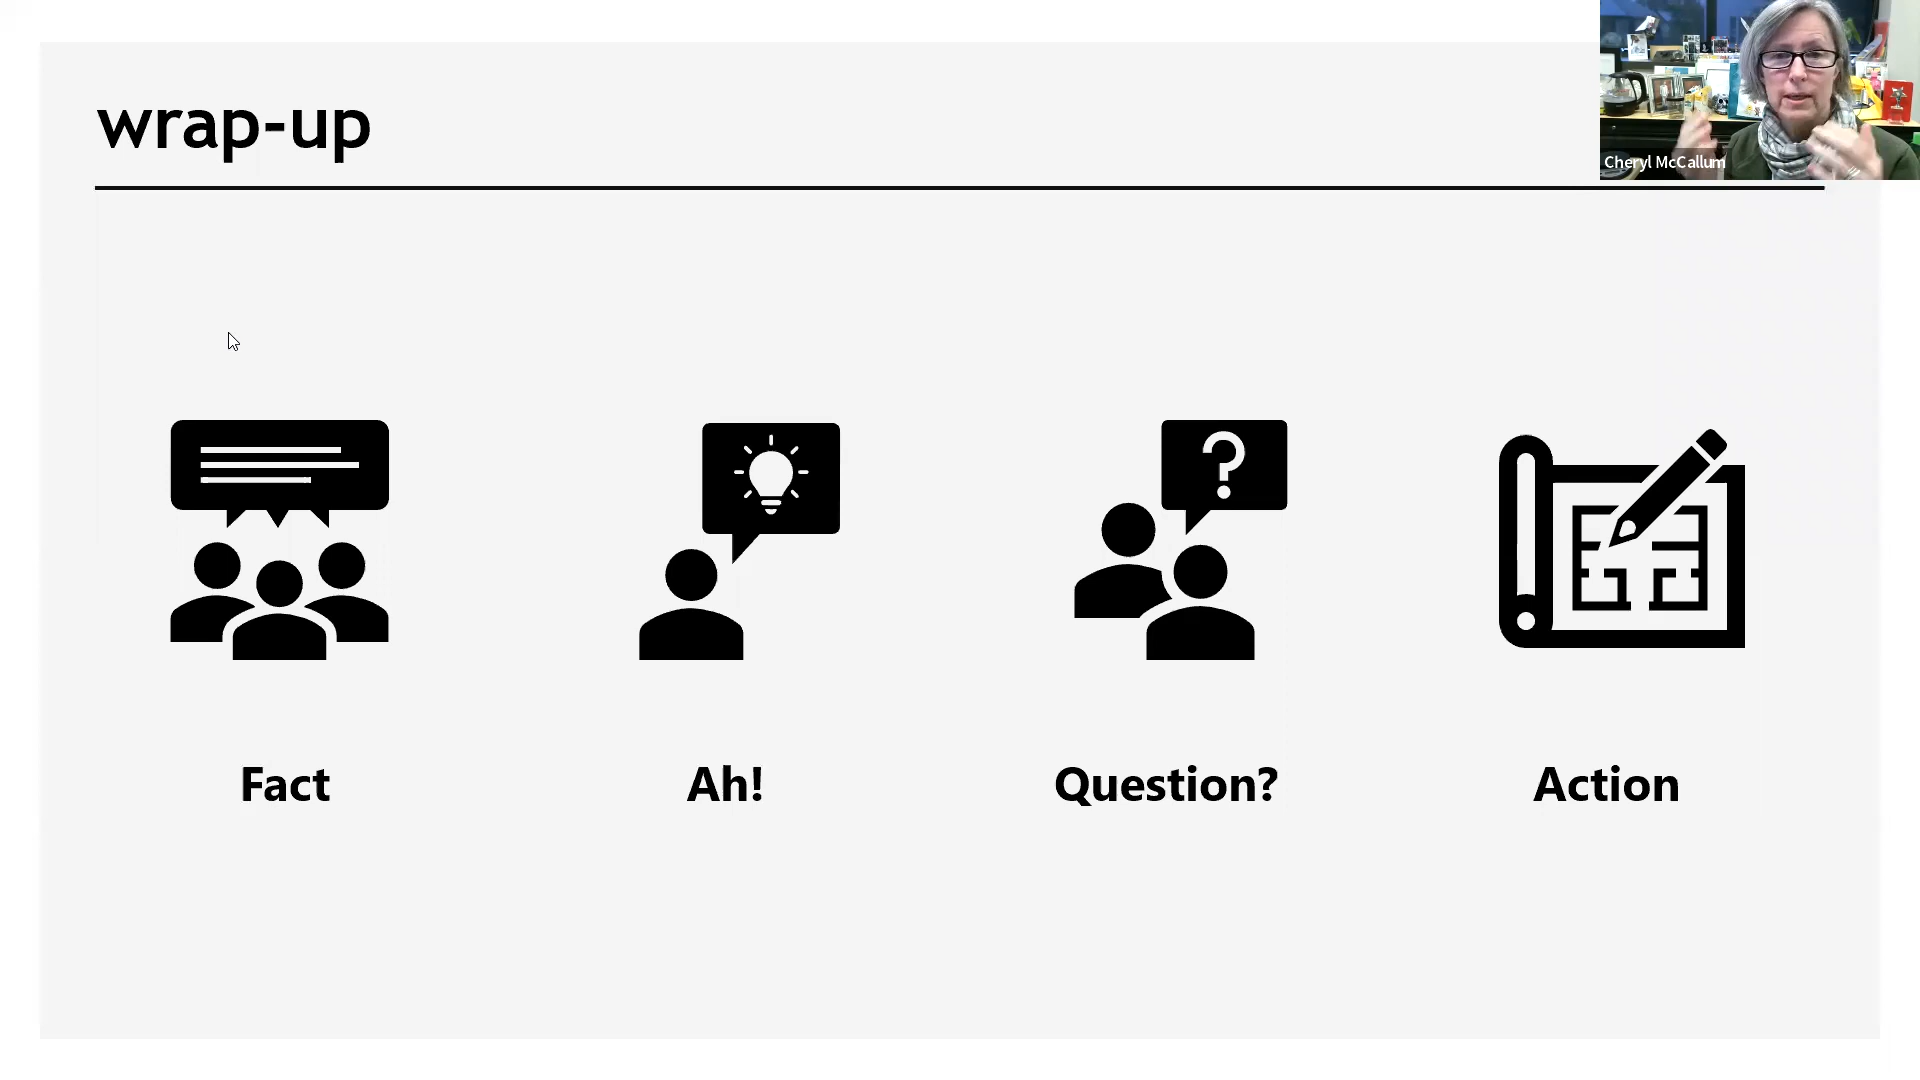 wrap-up
Cheryl McCallum
Fact
Ah!
Question?
Action